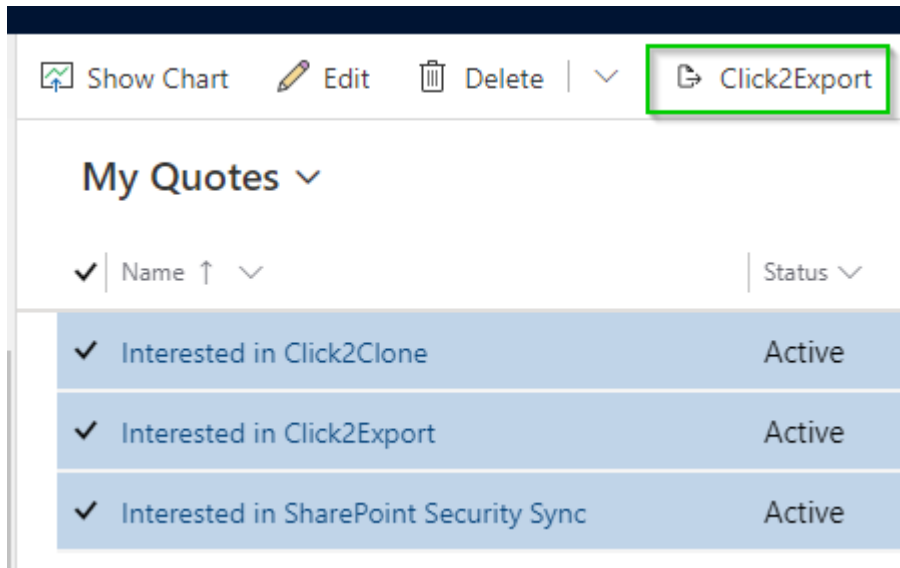 Show Chart Edit Delete Click2Export
My Quotes
Name Status
Interested in Click2Clone Active
Interested in Click2Export Active
Interested in SharePoint Security Sync Active